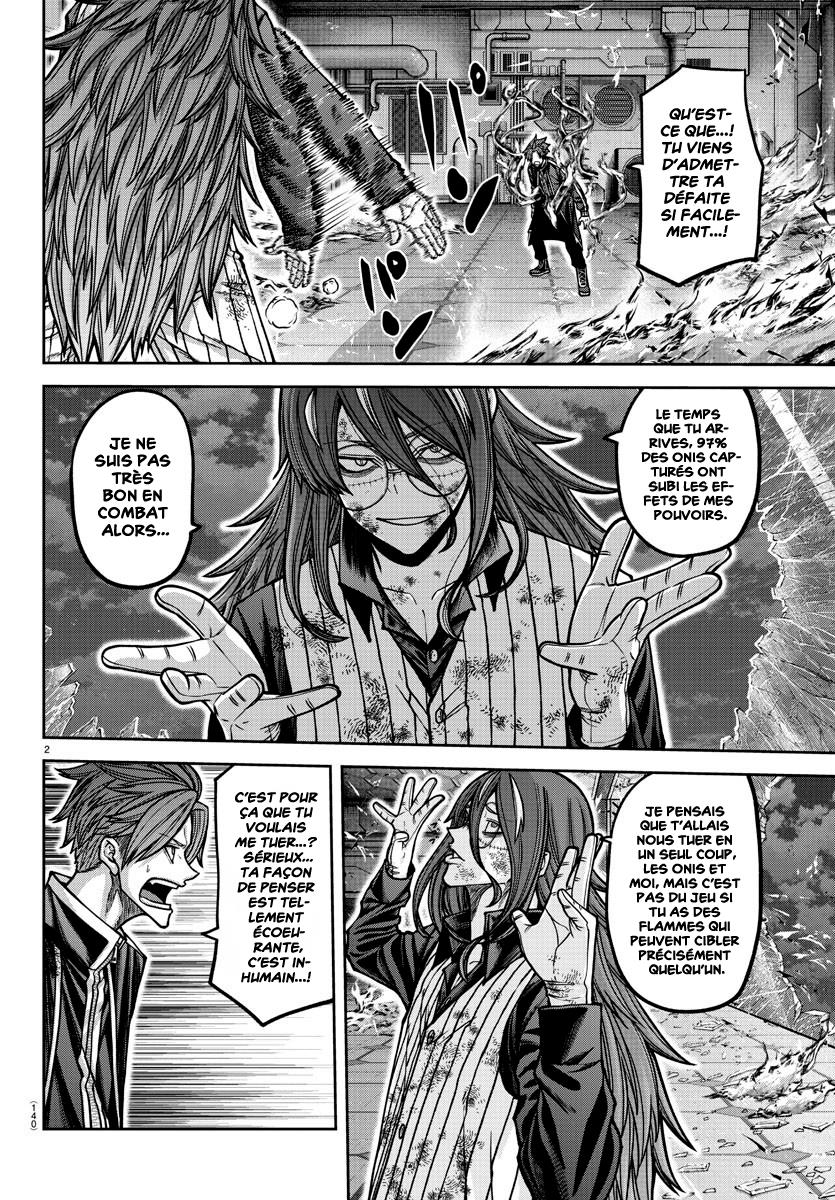 QU'EST-
CE QUE...!
TU VIENS
D'ADMET-
TRE TA
DÉFAITE
SI FACILE-
MENT...!
パン
パン
LE TEMPS
QUE TU AR-
RIVES, 97%
DES ONIS CAP-
TURÉS ONT
SUBI LES EF-
FETS DE MES
POUVOIRS.
JE NE
SUIS PAS
TRÈS
BON EN
COMBAT
ALORS...
2
JE PENSAIS
QUE T'ALLAIS
NOUS TUER EN
UN SEUL COUP,
LES ONIS ET
MOI, MAIS C'EST
PAS DU JEU SI
TU AS DES
FLAMMES QUI
PEUVENT CIBLER
PRÉCISÉMENT
QUELQU'UN.
C'EST POUR
ÇA QUE TU
VOULAIS
ME TUER...?
SÉRIEUX...
TA FAÇON
DE PENSER
EST TEL-
LEMENT
ÉCOEU-
RANTE,
C'EST IN-
HUMAIN...!
(140)